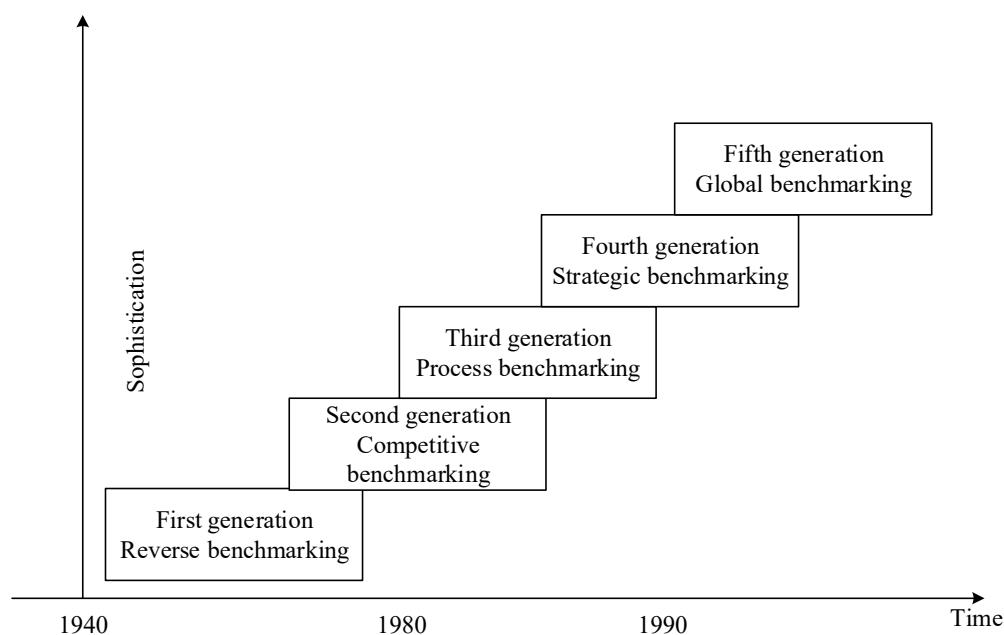 Fifth generation
Global benchmarking
Fourth generation
Strategic benchmarking
Third generation
Process benchmarking
Second generation
Competitive
benchmarking
First generation
Reverse benchmarking
Sophistication
1940
1980
1990
Time